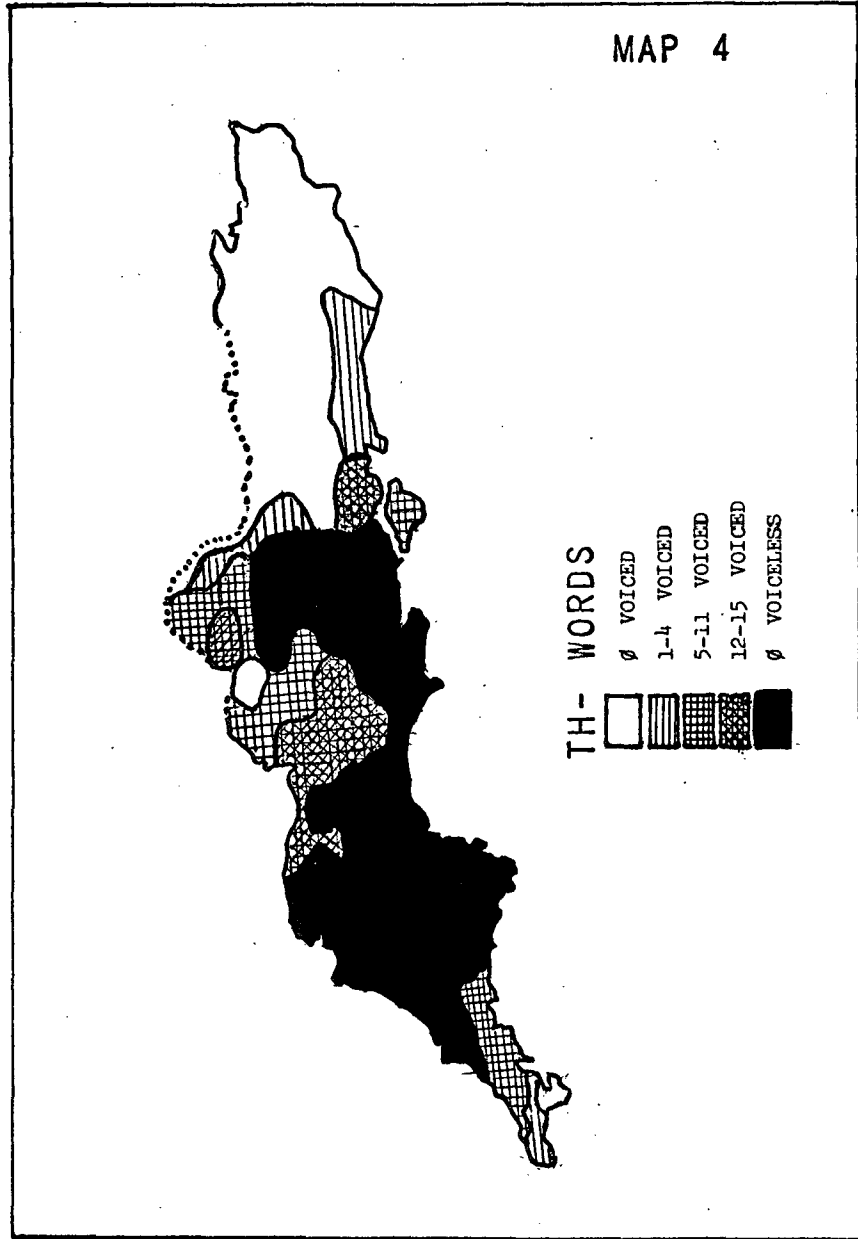 MAP 4
TH- WORDS
Ø VOICED
1-4 VOICED
5-11 VOICED
12-15 VOICED
Ø VOICELESS